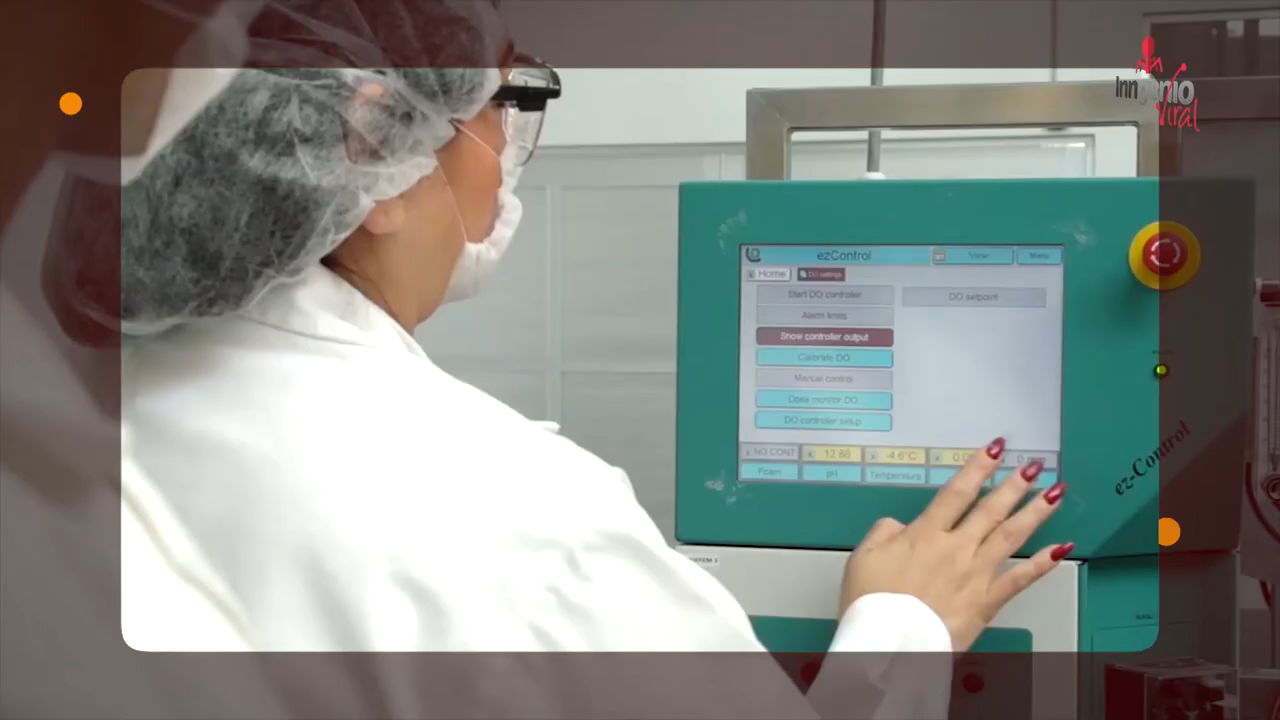 Inngenio
Viral
ezControl
View
Menu
Home
DO settings
Start DO controller
DO setpoint
Alarm limits
Show controller output
Calibrate DO
Manual control
Dose monitor DO
DO controller setup
NO CONT
12.68
-4.6°C
Foam
pH
Temperature
ez-Control